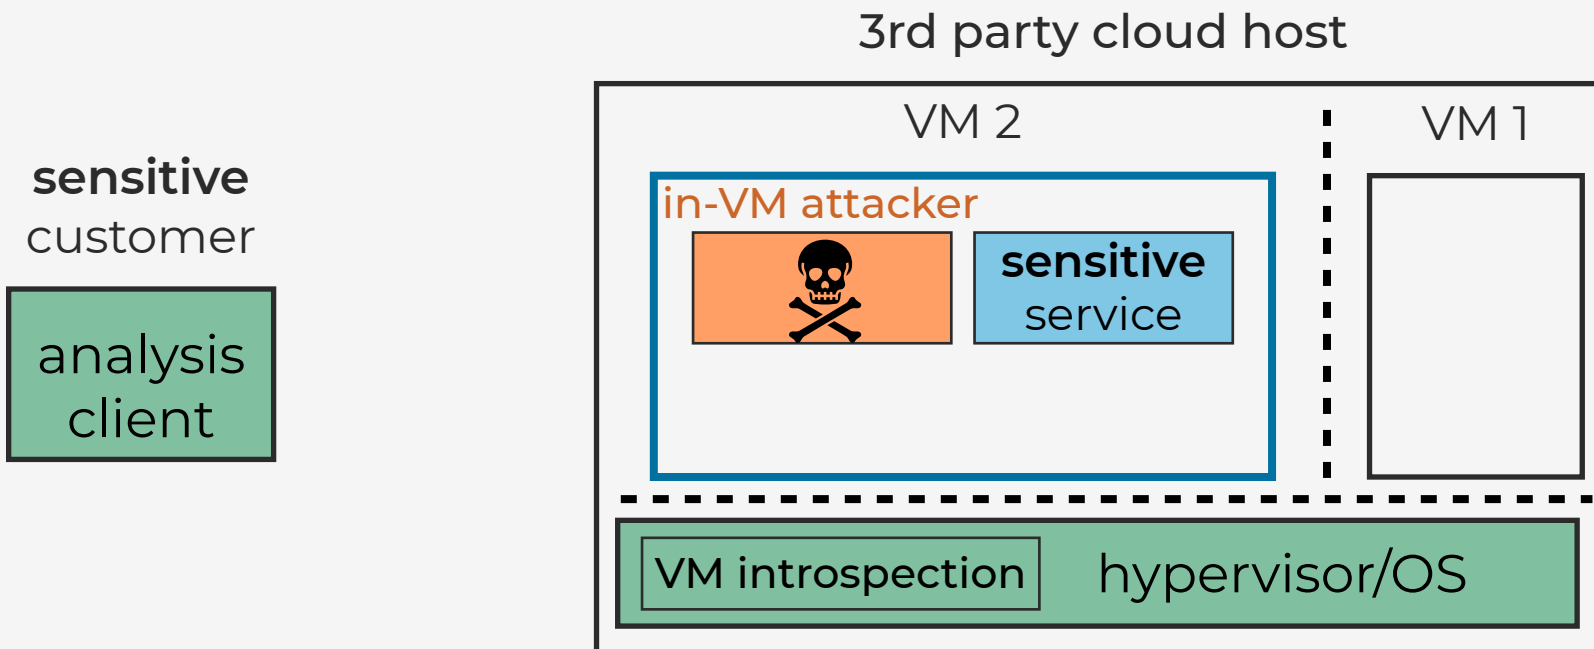 3rd party cloud host
VM 2
VM 1
sensitive
customer
in-VM attacker
sensitive
service
analysis
client
VM introspection
hypervisor/OS